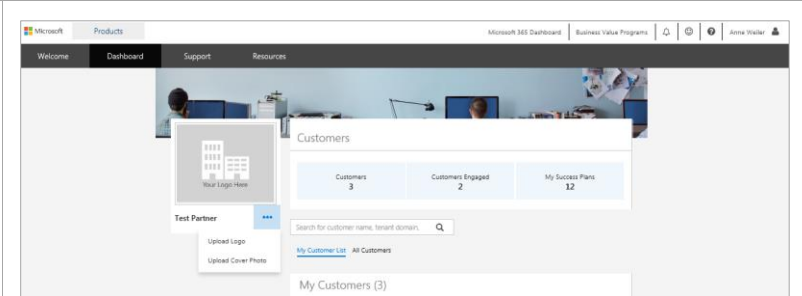 Microsoft Products Microsoft 365 Dashboard Business Value Programs Anne Weiler
Welcome Dashboard Support Resources
Customers
Customers Customers Engaged My Success Plans
3 2 12
Your Logo Here
Test Partner
Upload Logo
Upload Cover Photo
Search for customer name, tenant domain,
My Customer List All Customers
My Customers (3)